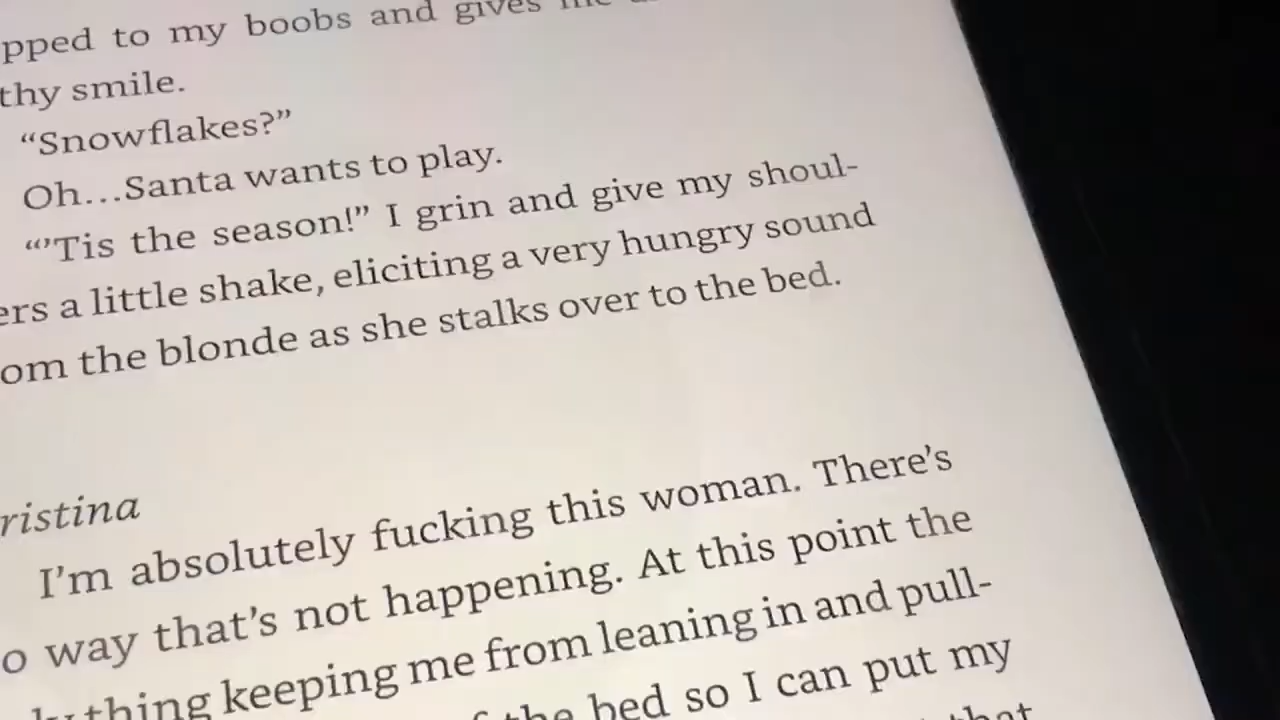 pped to my boobs and gives
thy smile.
“Snowflakes?”
Oh...Santa wants to play.
“’Tis the season!” I grin and give my shoul-
ers a little shake, eliciting a very hungry sound
om the blonde as she stalks over to the bed.
ristina
I’m absolutely fucking this woman. There’s
o way that’s not happening. At this point the
thing keeping me from leaning in and pull-
the bed so I can put my
that